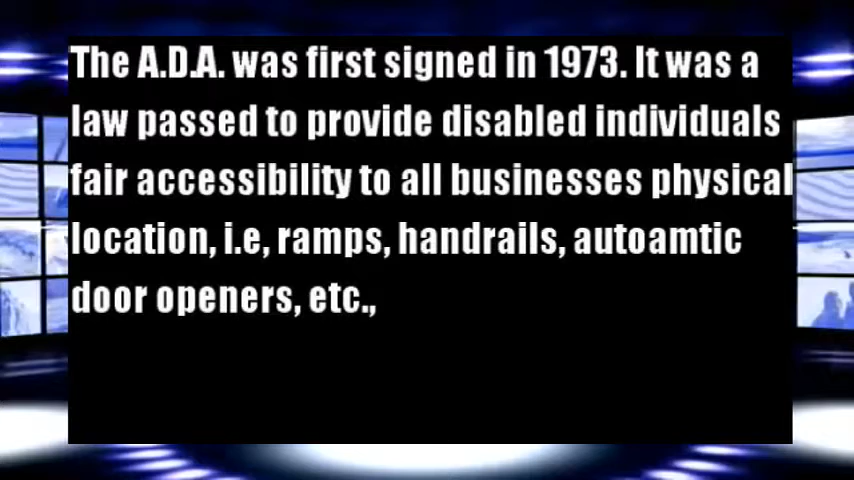 The A.D.A. was first signed in 1973. It was a
law passed to provide disabled individuals
fair accessibility to all businesses physical
location, i.e, ramps, handrails, autoamtic
door openers, etc.,